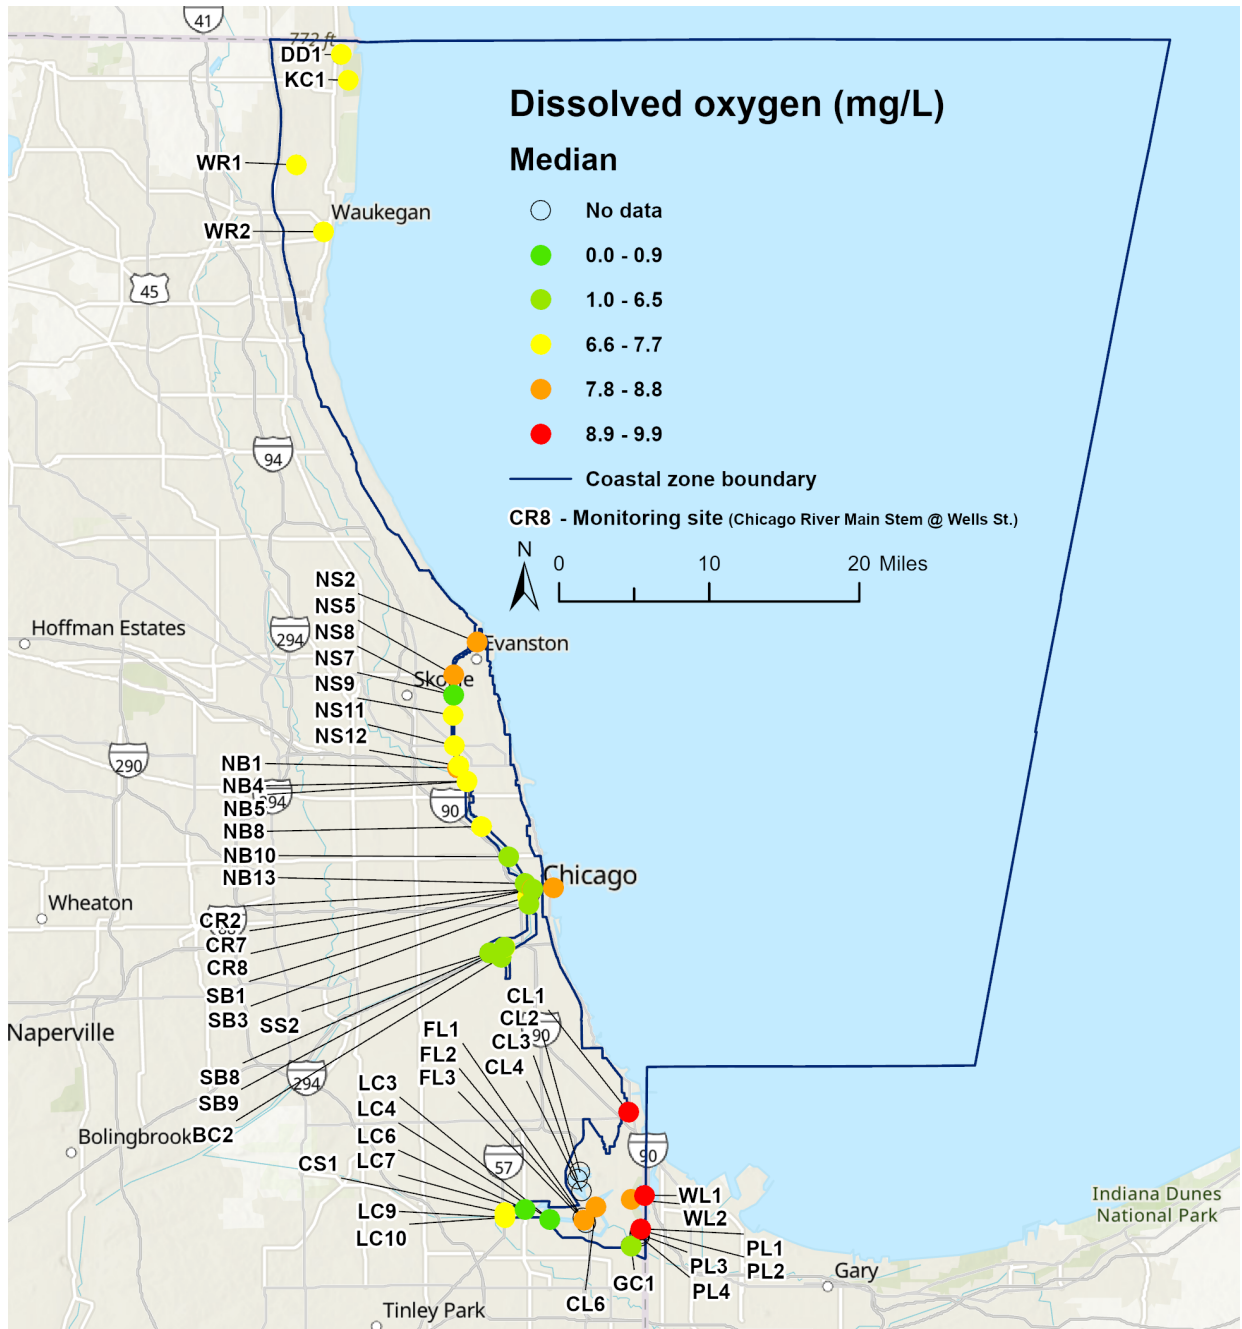 41
772 ft
DD1
KC1
Dissolved oxygen (mg/L)
Median
WR1
No data
Waukegan
WR2
0.0 - 0.9
45
1.0 - 6.5
6.6 - 7.7
7.8 - 8.8
8.9 - 9.9
94
Coastal zone boundary
CR8 - Monitoring site (Chicago River Main Stem @ Wells St.)
N
0 10 20 Miles
NS2
NS5
Hoffman Estates
NS8
294
Evanston
NS7
NS9
Skokie
NS11
NS12
290
NB1
NB4
294
NB5
90
NB8
NB10
NB13
Chicago
Wheaton
CR2
CR7
CR8
SB1
SB3
SS2
CL1
CL2
Naperville
FL1
CL3
90
FL2
CL4
SB8
FL3
294
LC3
SB9
LC4
Bolingbrook
BC2
LC6
90
CS1
LC7
57
WL1
WL2
Indiana Dunes
National Park
LC9
LC10
PL1
PL3
PL2
Gary
GC1
PL4
CL6
Tinley Park